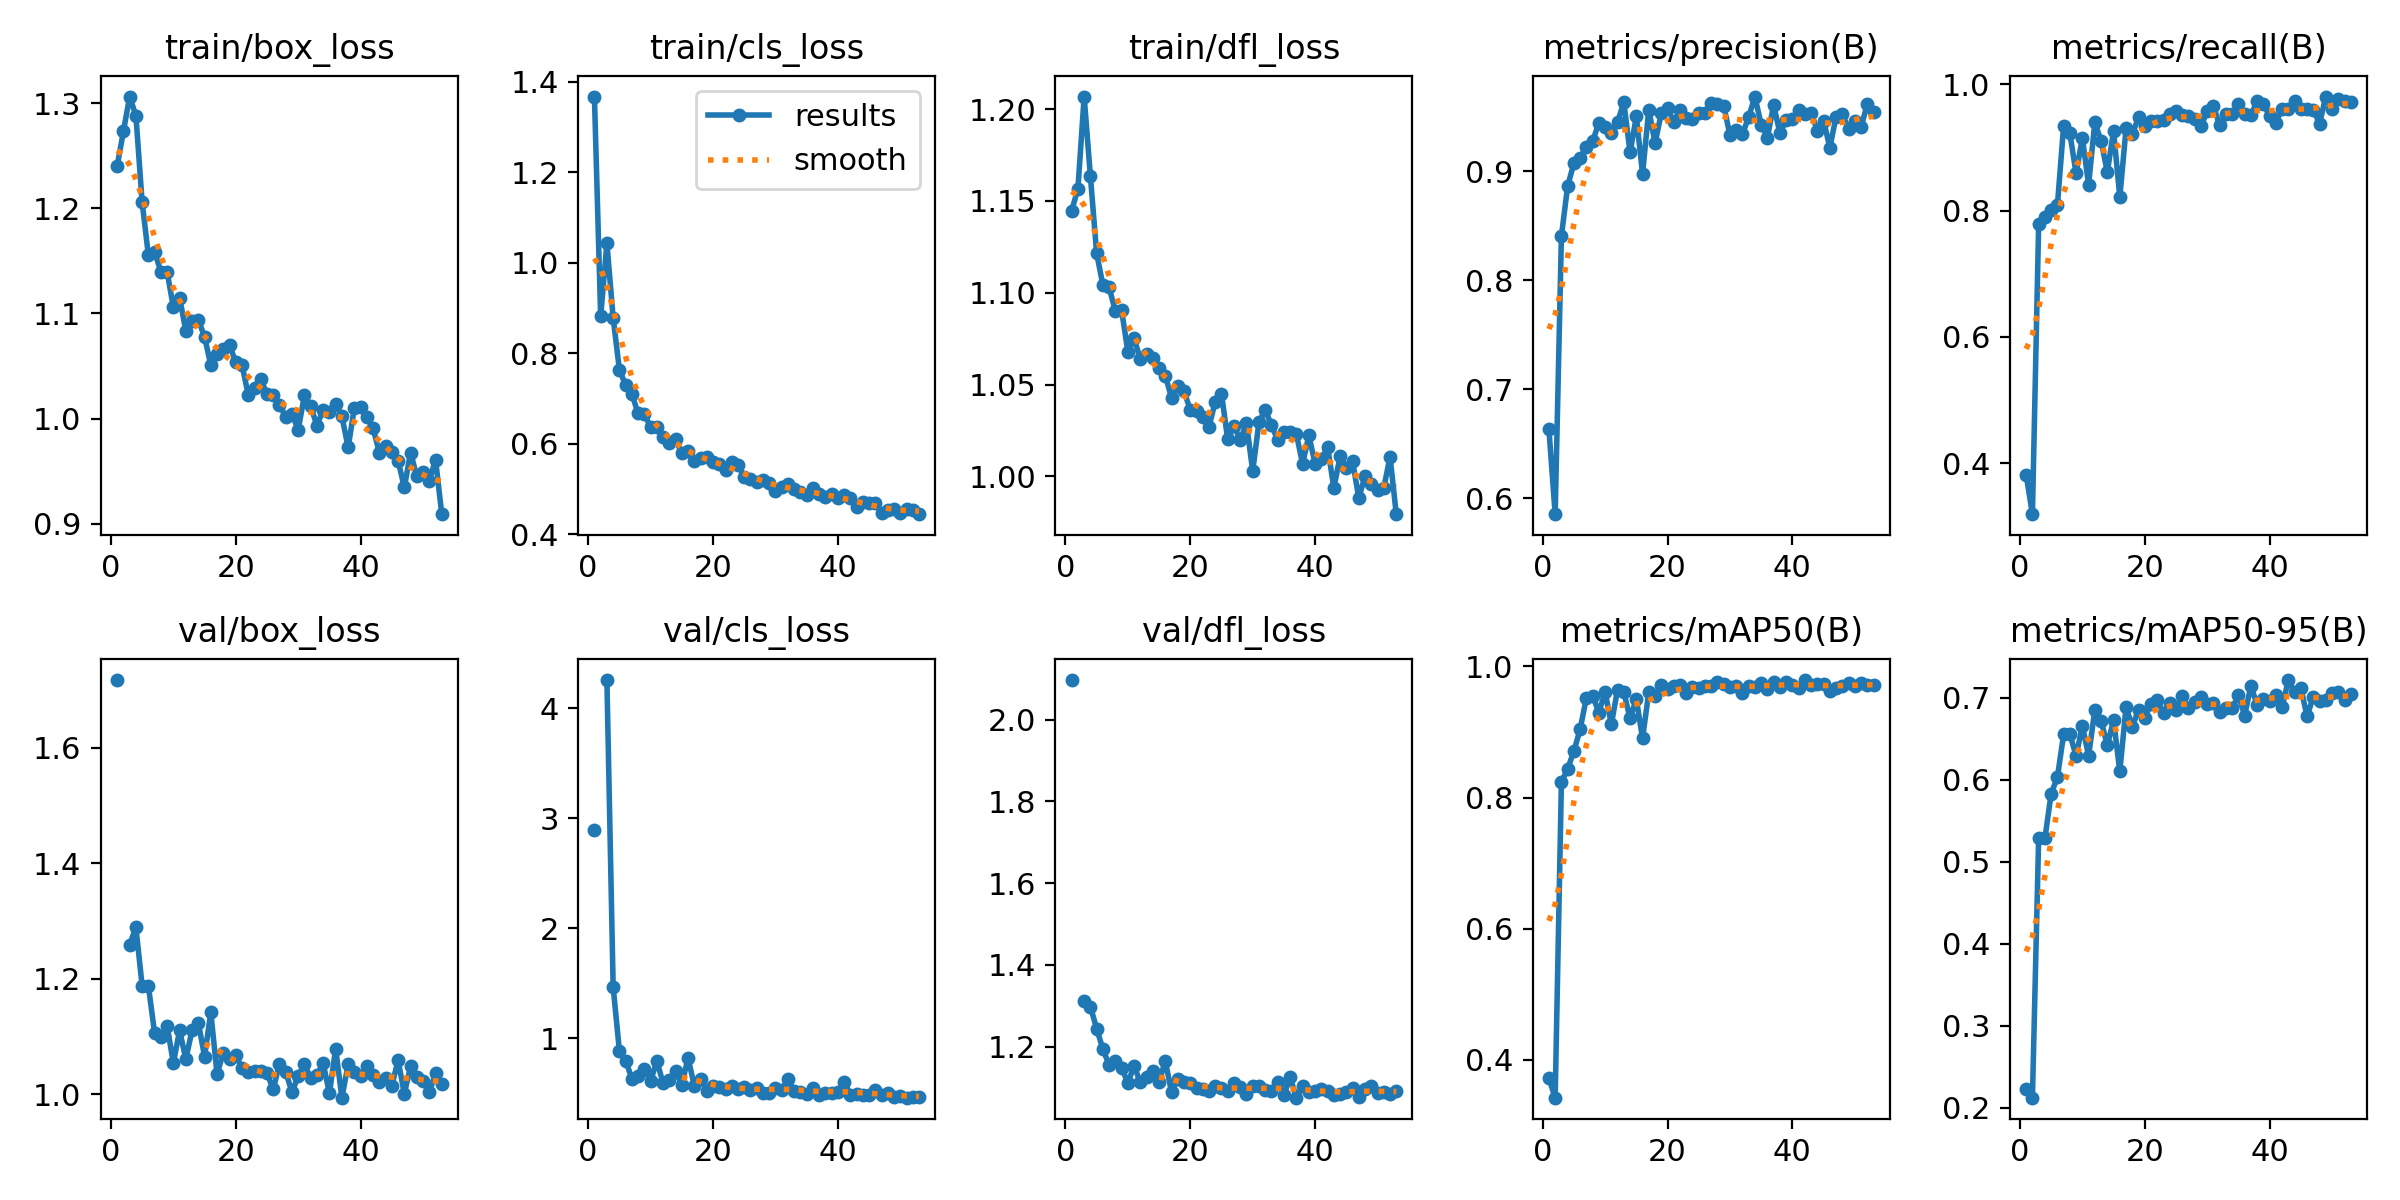 train/box_loss
1.3
1.2
1.1
1.0
0.9
0 20 40
train/cls_loss
1.4
1.2
1.0
0.8
0.6
0.4
0 20 40
results
smooth
train/dfl_loss
1.20
1.15
1.10
1.05
1.00
0 20 40
metrics/precision(B)
0.9
0.8
0.7
0.6
0 20 40
metrics/recall(B)
1.0
0.8
0.6
0.4
0 20 40
val/box_loss
1.6
1.4
1.2
1.0
0 20 40
val/cls_loss
4
3
2
1
0 20 40
val/dfl_loss
2.0
1.8
1.6
1.4
1.2
0 20 40
metrics/mAP50(B)
1.0
0.8
0.6
0.4
0 20 40
metrics/mAP50-95(B)
0.7
0.6
0.5
0.4
0.3
0.2
0 20 40